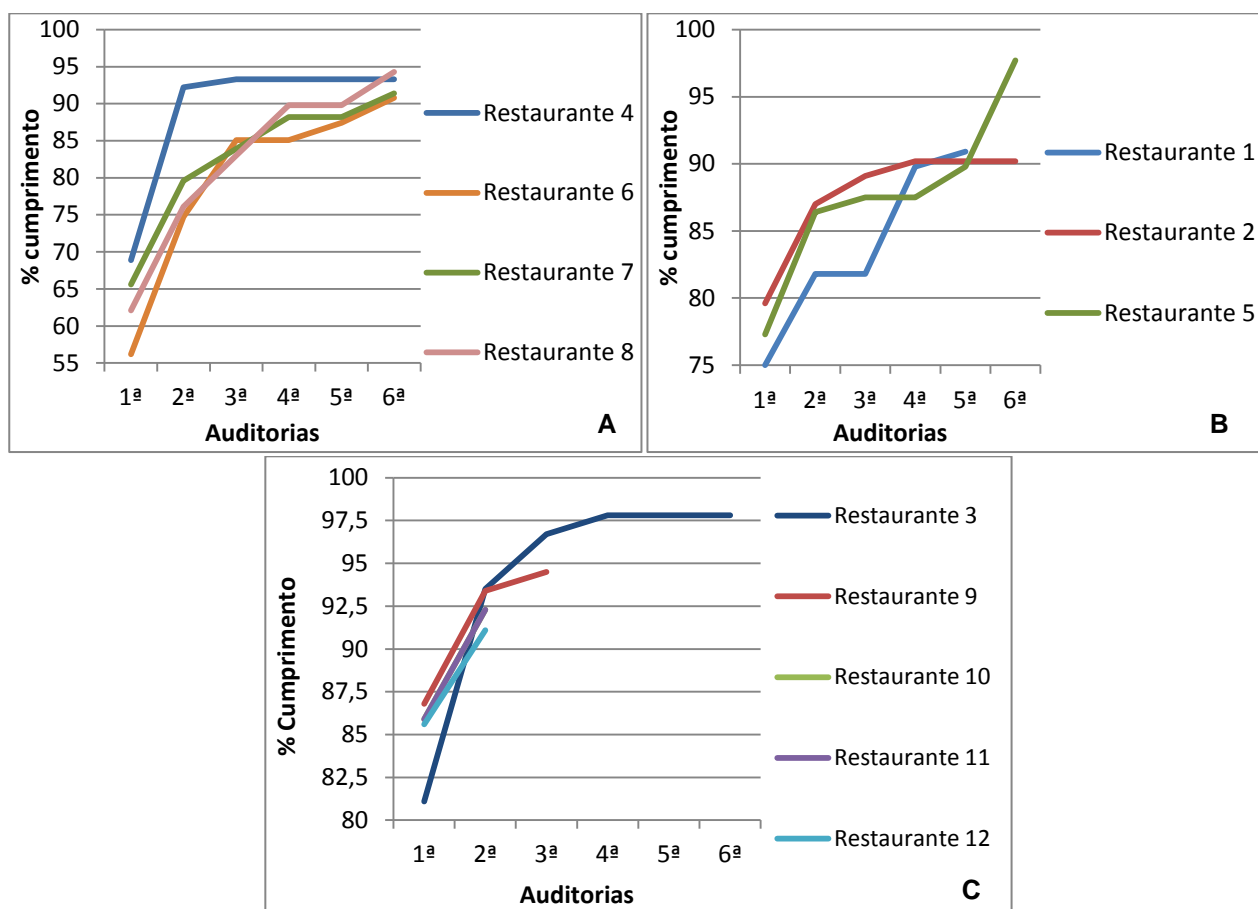 % cumprimento
100
95
90
85
80
75
70
65
60
55
1ª 2ª 3ª 4ª 5ª 6ª
Auditorias
Restaurante 4
Restaurante 6
Restaurante 7
Restaurante 8
A
% cumprimento
100
95
90
85
80
75
1ª 2ª 3ª 4ª 5ª 6ª
Auditorias
Restaurante 1
Restaurante 2
Restaurante 5
B
% Cumprimento
100
97,5
95
92,5
90
87,5
85
82,5
80
1ª 2ª 3ª 4ª 5ª 6ª
Auditorias
Restaurante 3
Restaurante 9
Restaurante 10
Restaurante 11
Restaurante 12
C